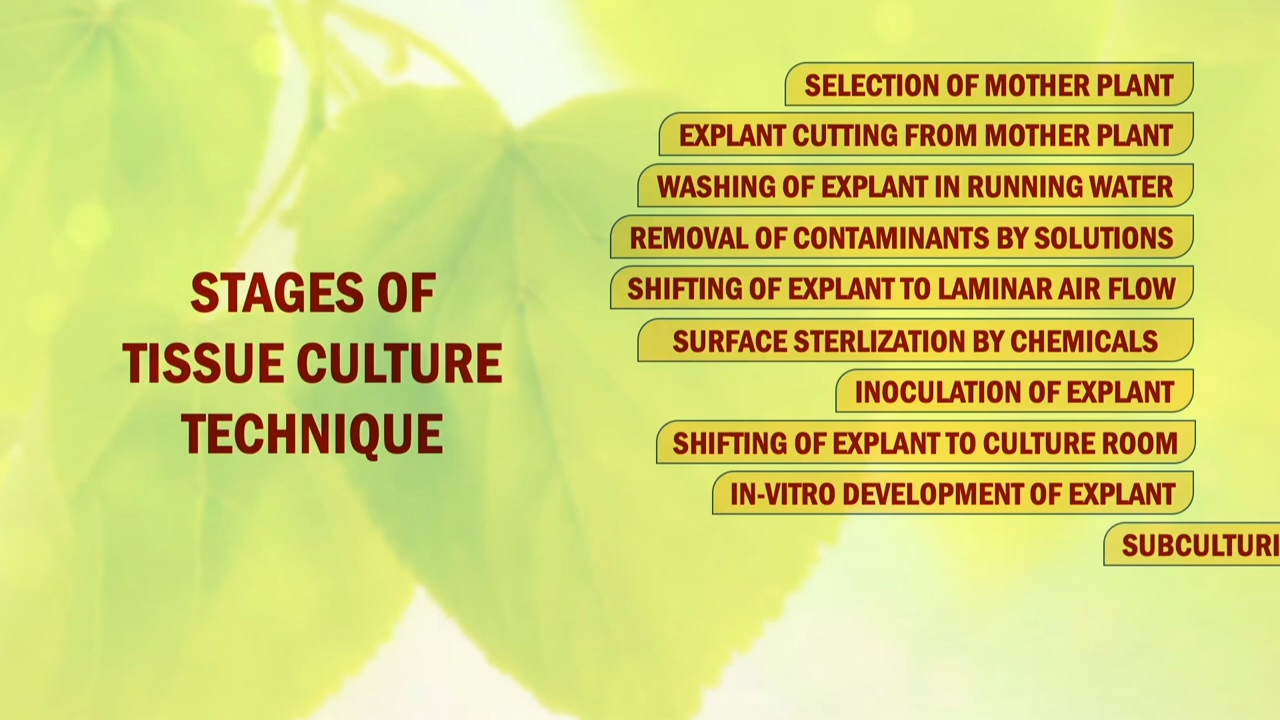 STAGES OF
TISSUE CULTURE
TECHNIQUE
SELECTION OF MOTHER PLANT
EXPLANT CUTTING FROM MOTHER PLANT
WASHING OF EXPLANT IN RUNNING WATER
REMOVAL OF CONTAMINANTS BY SOLUTIONS
SHIFTING OF EXPLANT TO LAMINAR AIR FLOW
SURFACE STERLIZATION BY CHEMICALS
INOCULATION OF EXPLANT
SHIFTING OF EXPLANT TO CULTURE ROOM
IN-VITRO DEVELOPMENT OF EXPLANT
SUBCULTURI